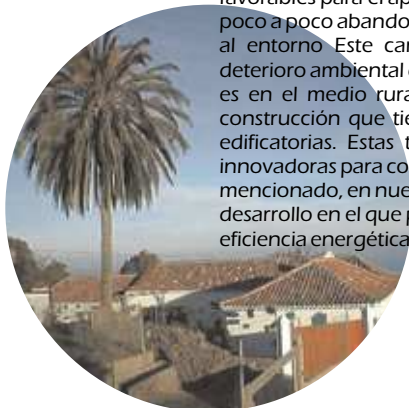 poco a poco abando
al entorno Este ca
deterioro ambiental
es en el medio rura
construcción que tie
edificatorias. Estas
innovadoras para co
mencionado, en nue
desarrollo en el que
eficiencia energética